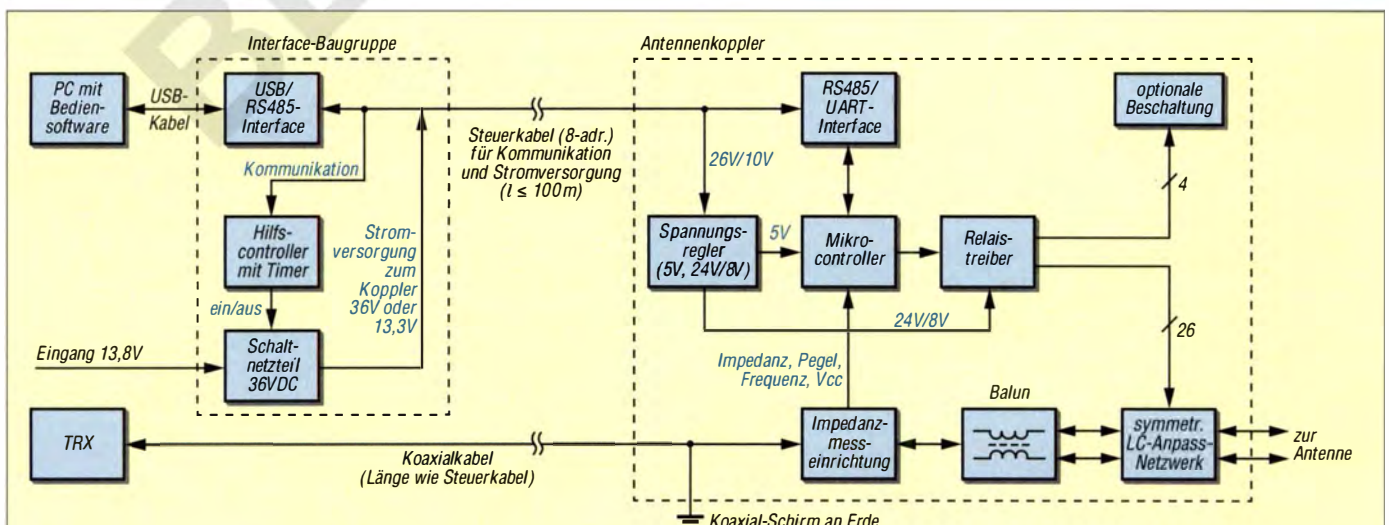 Interface-Baugruppe
Antennenkoppler
PC mit
Bedien-
software
USB-
Kabel
USB/
RS485-
Interface
Steuerkabel (8-adr.)
für Kommunikation
und Stromversorgung
(l ≤ 100m)
RS485/
UART-
Interface
optionale
Beschaltung
Kommunikation
26V/10V
4
Hilfs-
controller
mit Timer
Strom-
versorgung
zum
Koppler
36V oder
13,3V
Spannungs-
regler
(5V, 24V/8V)
5V
Mikro-
controller
Relais-
treiber
ein/aus
24V/8V
26
Eingang 13,8V
Schalt-
netzteil
36VDC
Impedanz, Pegel,
Frequenz, Vcc
Balun
TRX
Koaxialkabel
(Länge wie Steuerkabel)
Impedanz-
mess-
einrichtung
symmetr.
LC-Anpass-
Netzwerk
zur
Antenne
Koaxial-Schirm an Erde